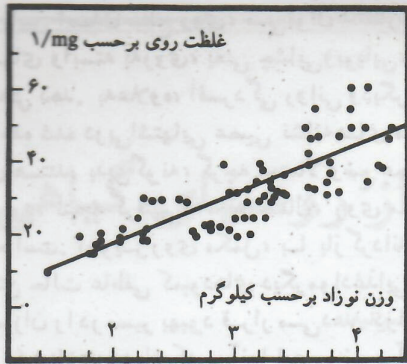 غلظت روی برحسب mg/۱
۶۰
۴۰
۲۰
۰
وزن نوزاد برحسب کیلوگرم
۲ ۳ ۴